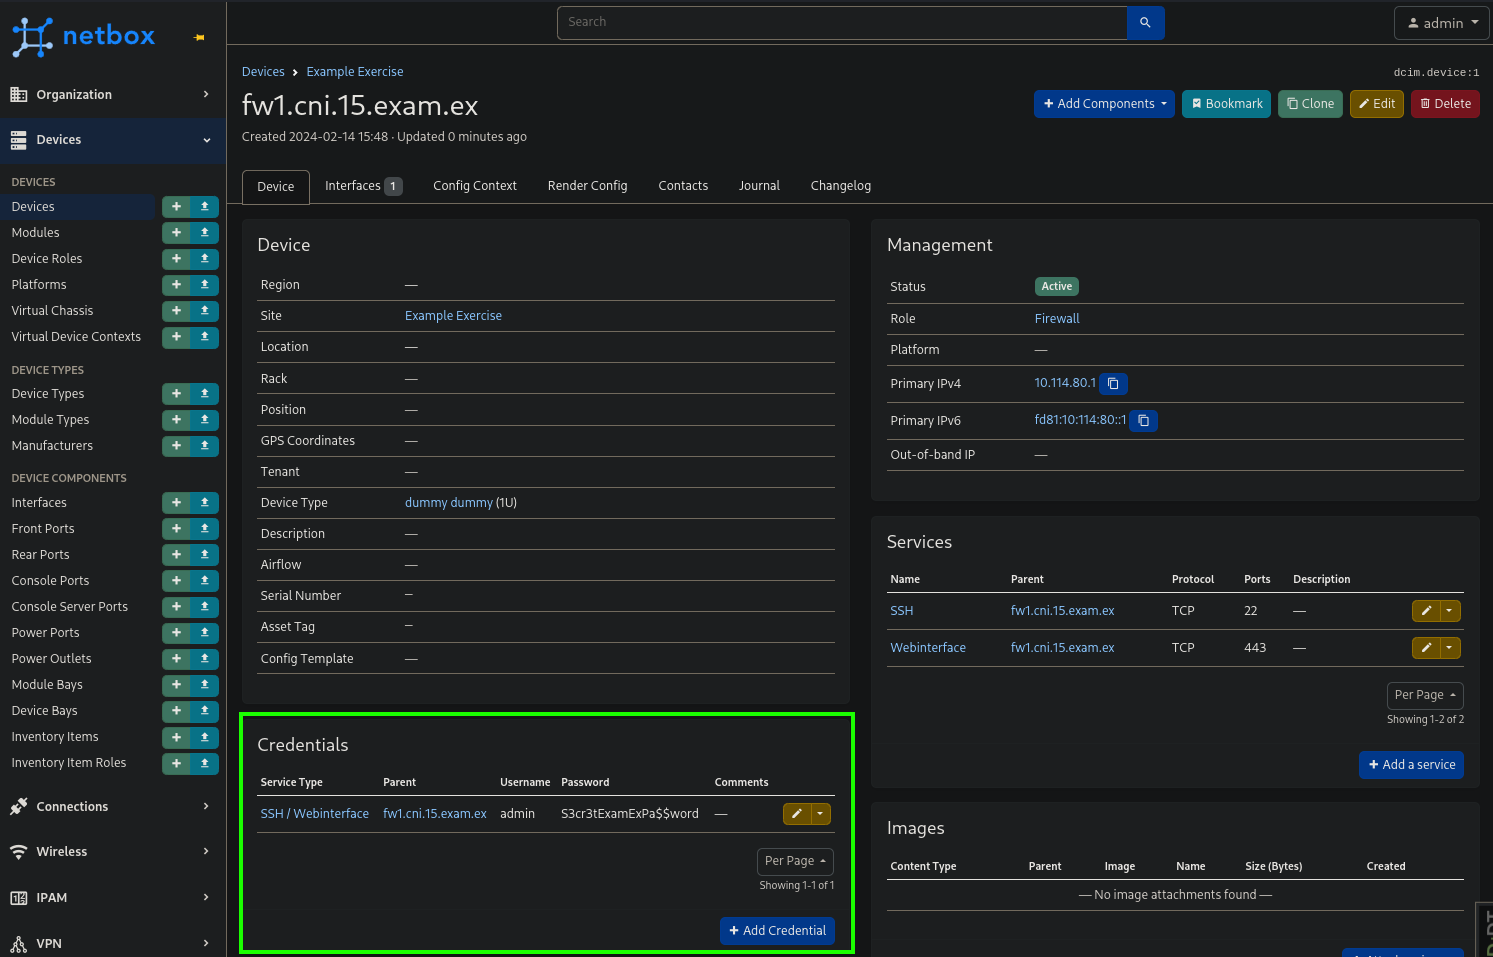 netbox
Search
admin
Organization
Devices
DEVICES
Devices
Modules
Device Roles
Platforms
Virtual Chassis
Virtual Device Contexts
DEVICE TYPES
Device Types
Module Types
Manufacturers
DEVICE COMPONENTS
Interfaces
Front Ports
Rear Ports
Console Ports
Console Server Ports
Power Ports
Power Outlets
Module Bays
Device Bays
Inventory Items
Inventory Item Roles
Connections
Wireless
IPAM
VPN
Devices > Example Exercise
dcim.device:1
fw1.cni.15.exam.ex
Created 2024-02-14 15:48 · Updated 0 minutes ago
+ Add Components
Bookmark
Clone
Edit
Delete
Device
Interfaces 1
Config Context
Render Config
Contacts
Journal
Changelog
Device
Region —
Site Example Exercise
Location —
Rack —
Position —
GPS Coordinates —
Tenant —
Device Type dummy dummy (1U)
Description —
Airflow —
Serial Number —
Asset Tag —
Config Template —
Credentials
Service Type Parent Username Password Comments
SSH / Webinterface fw1.cni.15.exam.ex admin S3cr3tExamExPa$$word —
Per Page
Showing 1-1 of 1
+ Add Credential
Management
Status Active
Role Firewall
Platform —
Primary IPv4 10.114.80.1
Primary IPv6 fd81:10:114:80::1
Out-of-band IP —
Services
Name Parent Protocol Ports Description
SSH fw1.cni.15.exam.ex TCP 22 —
Webinterface fw1.cni.15.exam.ex TCP 443 —
Per Page
Showing 1-2 of 2
+ Add a service
Images
Content Type Parent Image Name Size (Bytes) Created
— No image attachments found —